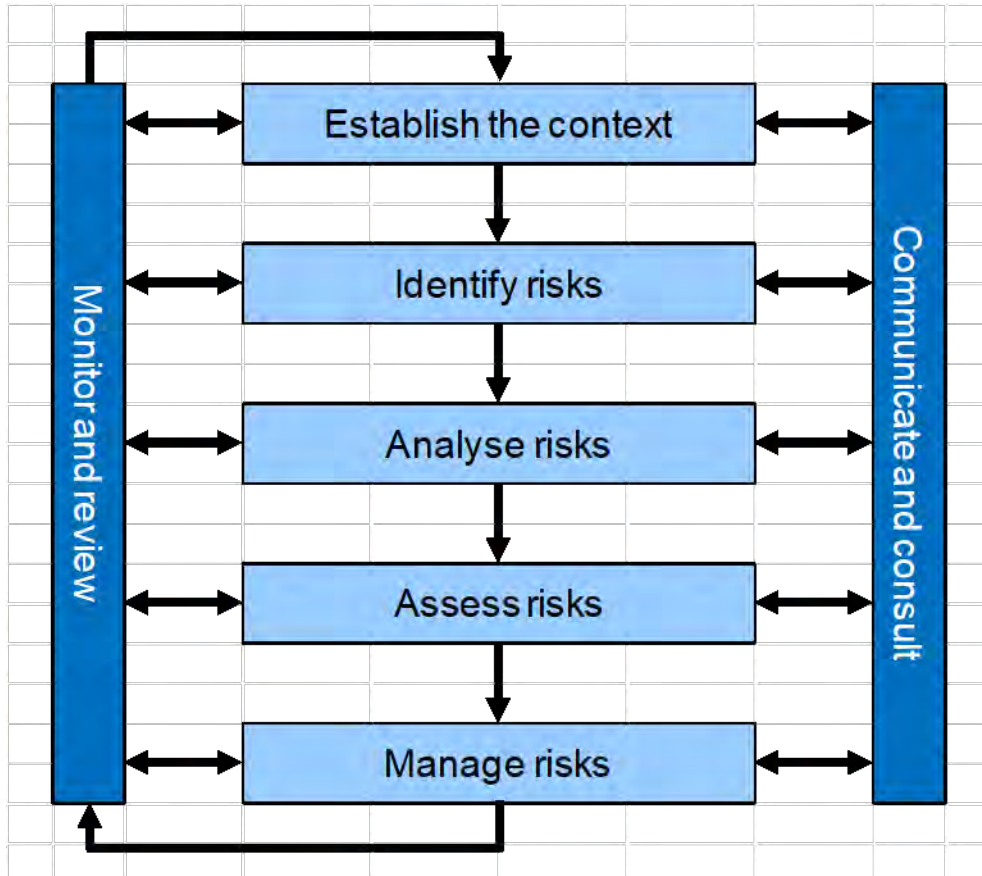 Establish the context
Identify risks
Analyse risks
Assess risks
Manage risks
Monitor and review
Communicate and consult